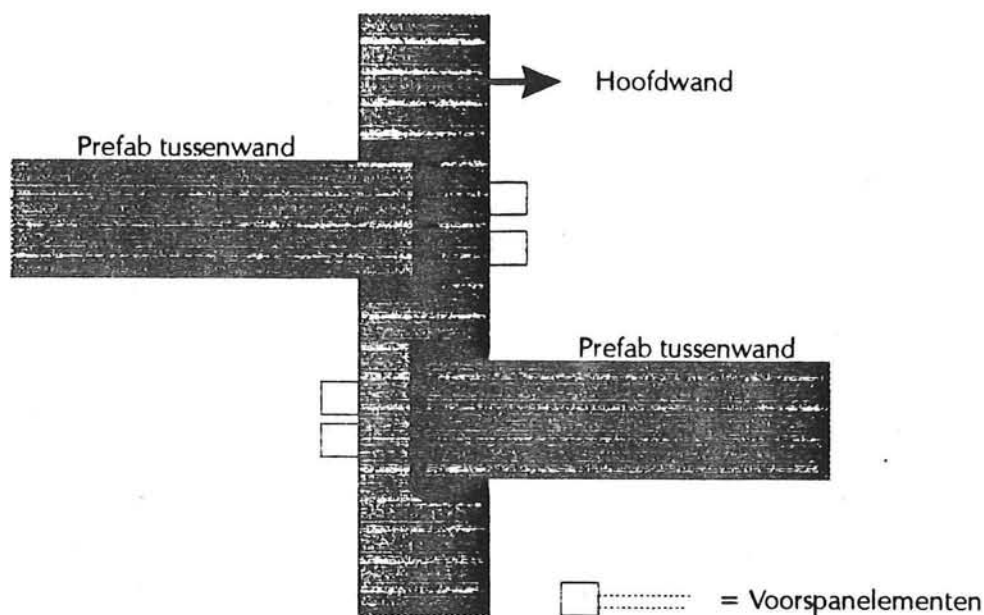 Hoofdwand
Prefab tussenwand
Prefab tussenwand
= Voorspanelementen